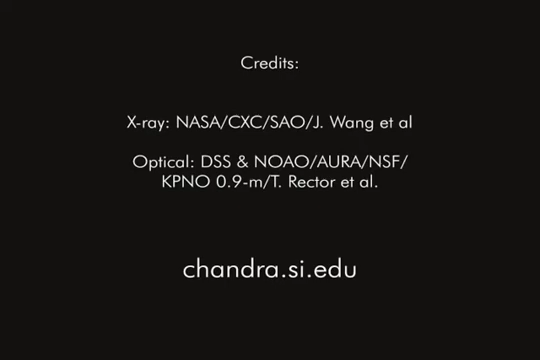 Credits:
X-ray: NASA/CXC/SAO/J. Wang et al
Optical: DSS & NOAO/AURA/NSF/
KPNO 0.9-m/T. Rector et al.
chandra.si.edu